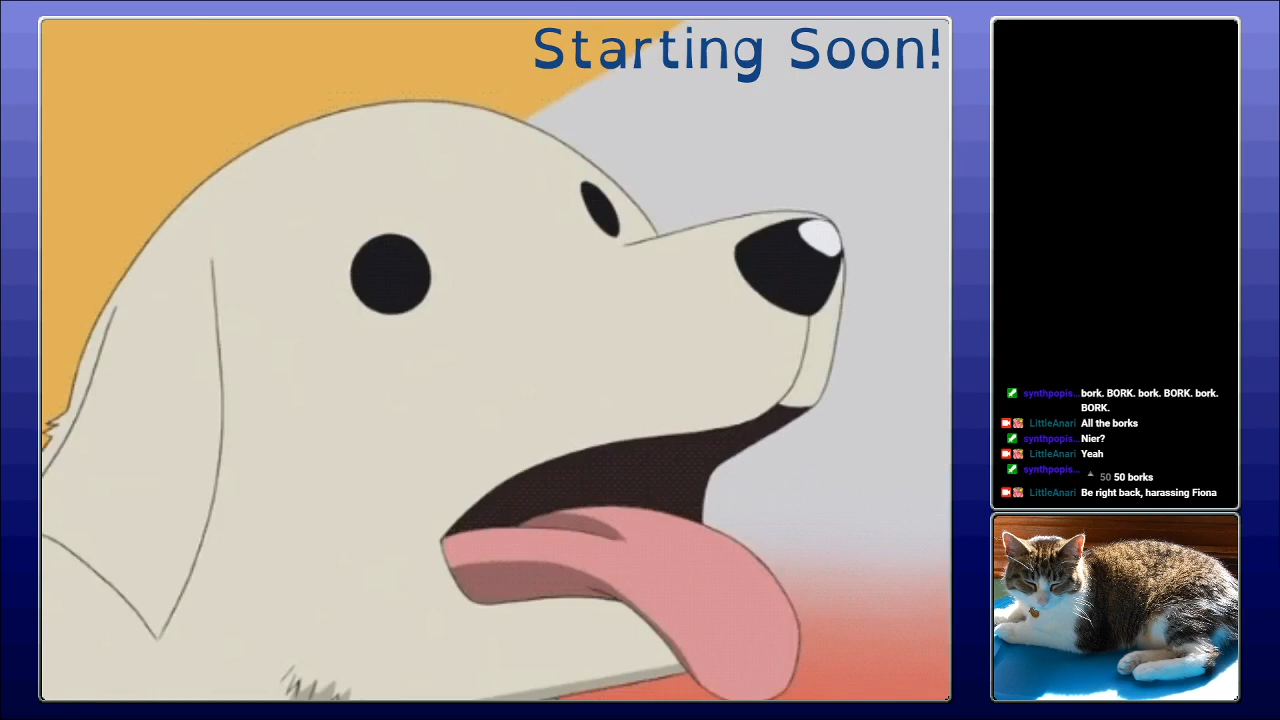 Starting Soon!
synthpopis... bork. BORK. bork. BORK. bork.
BORK.
LittleAnari All the borks
synthpopis... Nier?
LittleAnari Yeah
synthpopis... 50 50 borks
LittleAnari Be right back, harassing Fiona